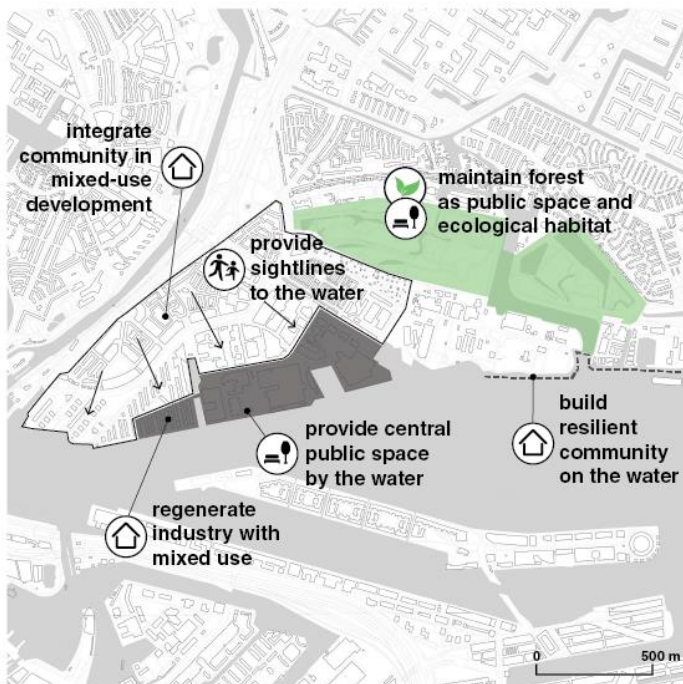 integrate
community in
mixed-use
development
maintain forest
as public space and
ecological habitat
provide
sightlines
to the water
provide central
public space
by the water
build
resilient
community
on the water
regenerate
industry with
mixed use
0 500 m